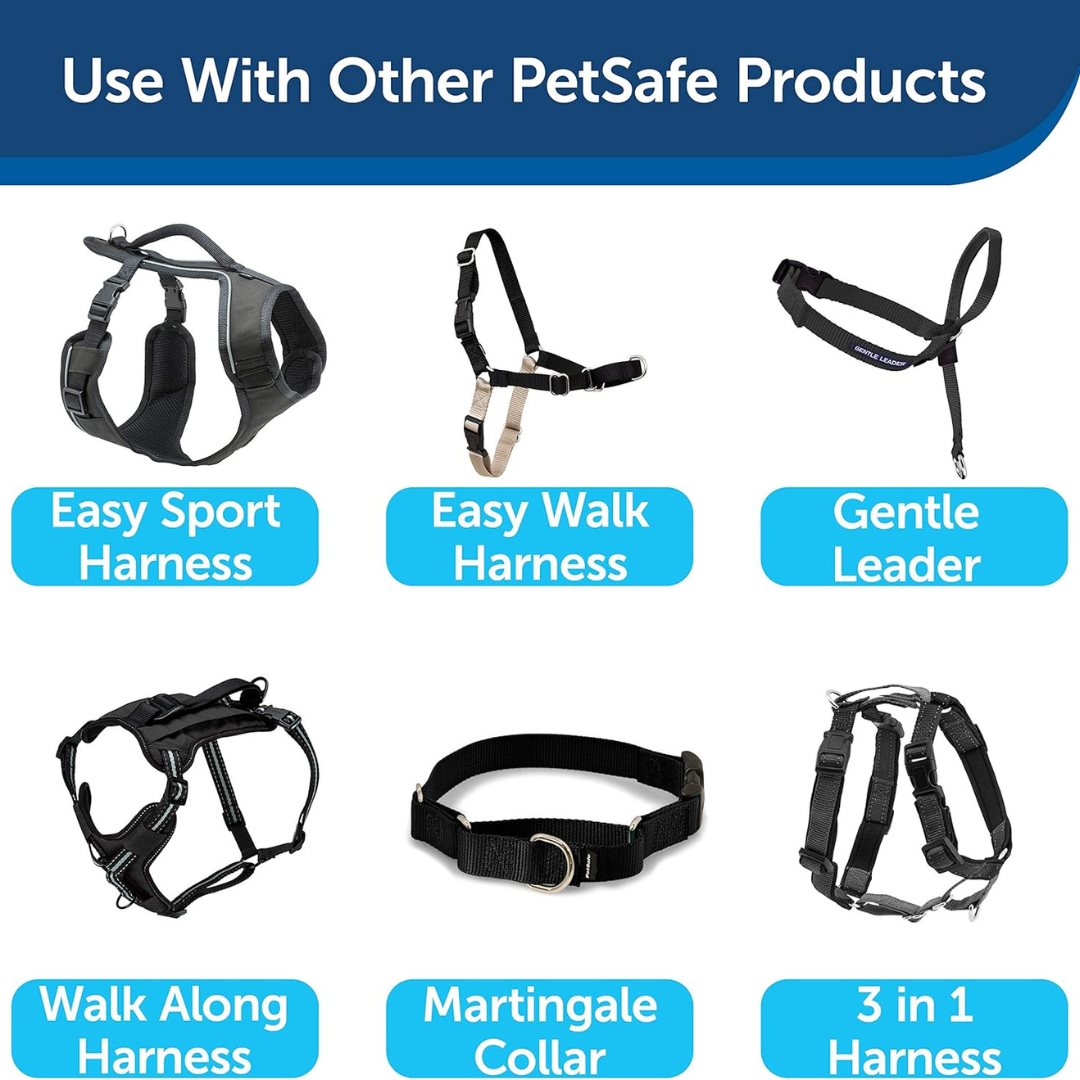 Use With Other PetSafe Products
GENTLE LEADER
Easy Sport
Harness
Easy Walk
Harness
Gentle
Leader
PetSafe
Walk Along
Harness
Martingale
Collar
3 in 1
Harness